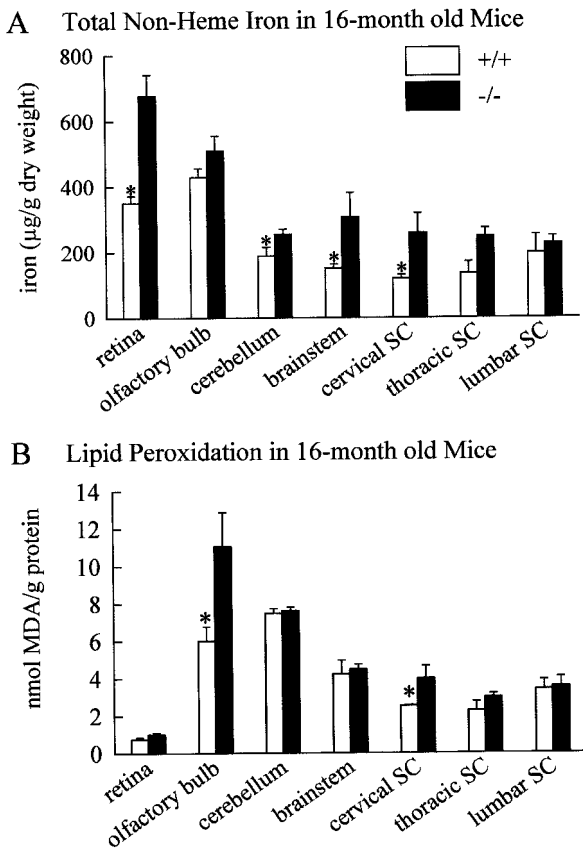 A Total Non-Heme Iron in 16-month old Mice
+/+
-/-
iron (µg/g dry weight)
800
600
400
200
0
*
*
*
*
retina
olfactory bulb
cerebellum
brainstem
cervical SC
thoracic SC
lumbar SC
B Lipid Peroxidation in 16-month old Mice
nmol MDA/g protein
14
12
10
8
6
4
2
0
*
*
retina
olfactory bulb
cerebellum
brainstem
cervical SC
thoracic SC
lumbar SC